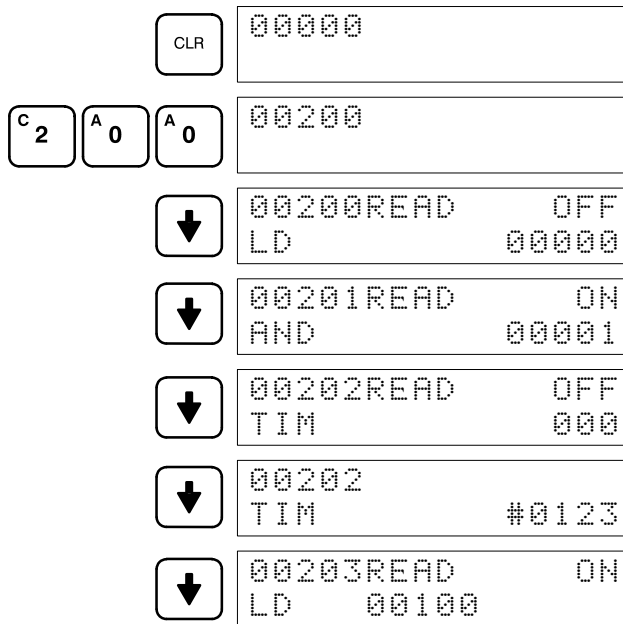 CLR
00000
C 2 A 0 A 0
00200
00200READ OFF
LD 00000
00201READ ON
AND 00001
00202READ OFF
TIM 000
00202
TIM #0123
00203READ ON
LD 00100